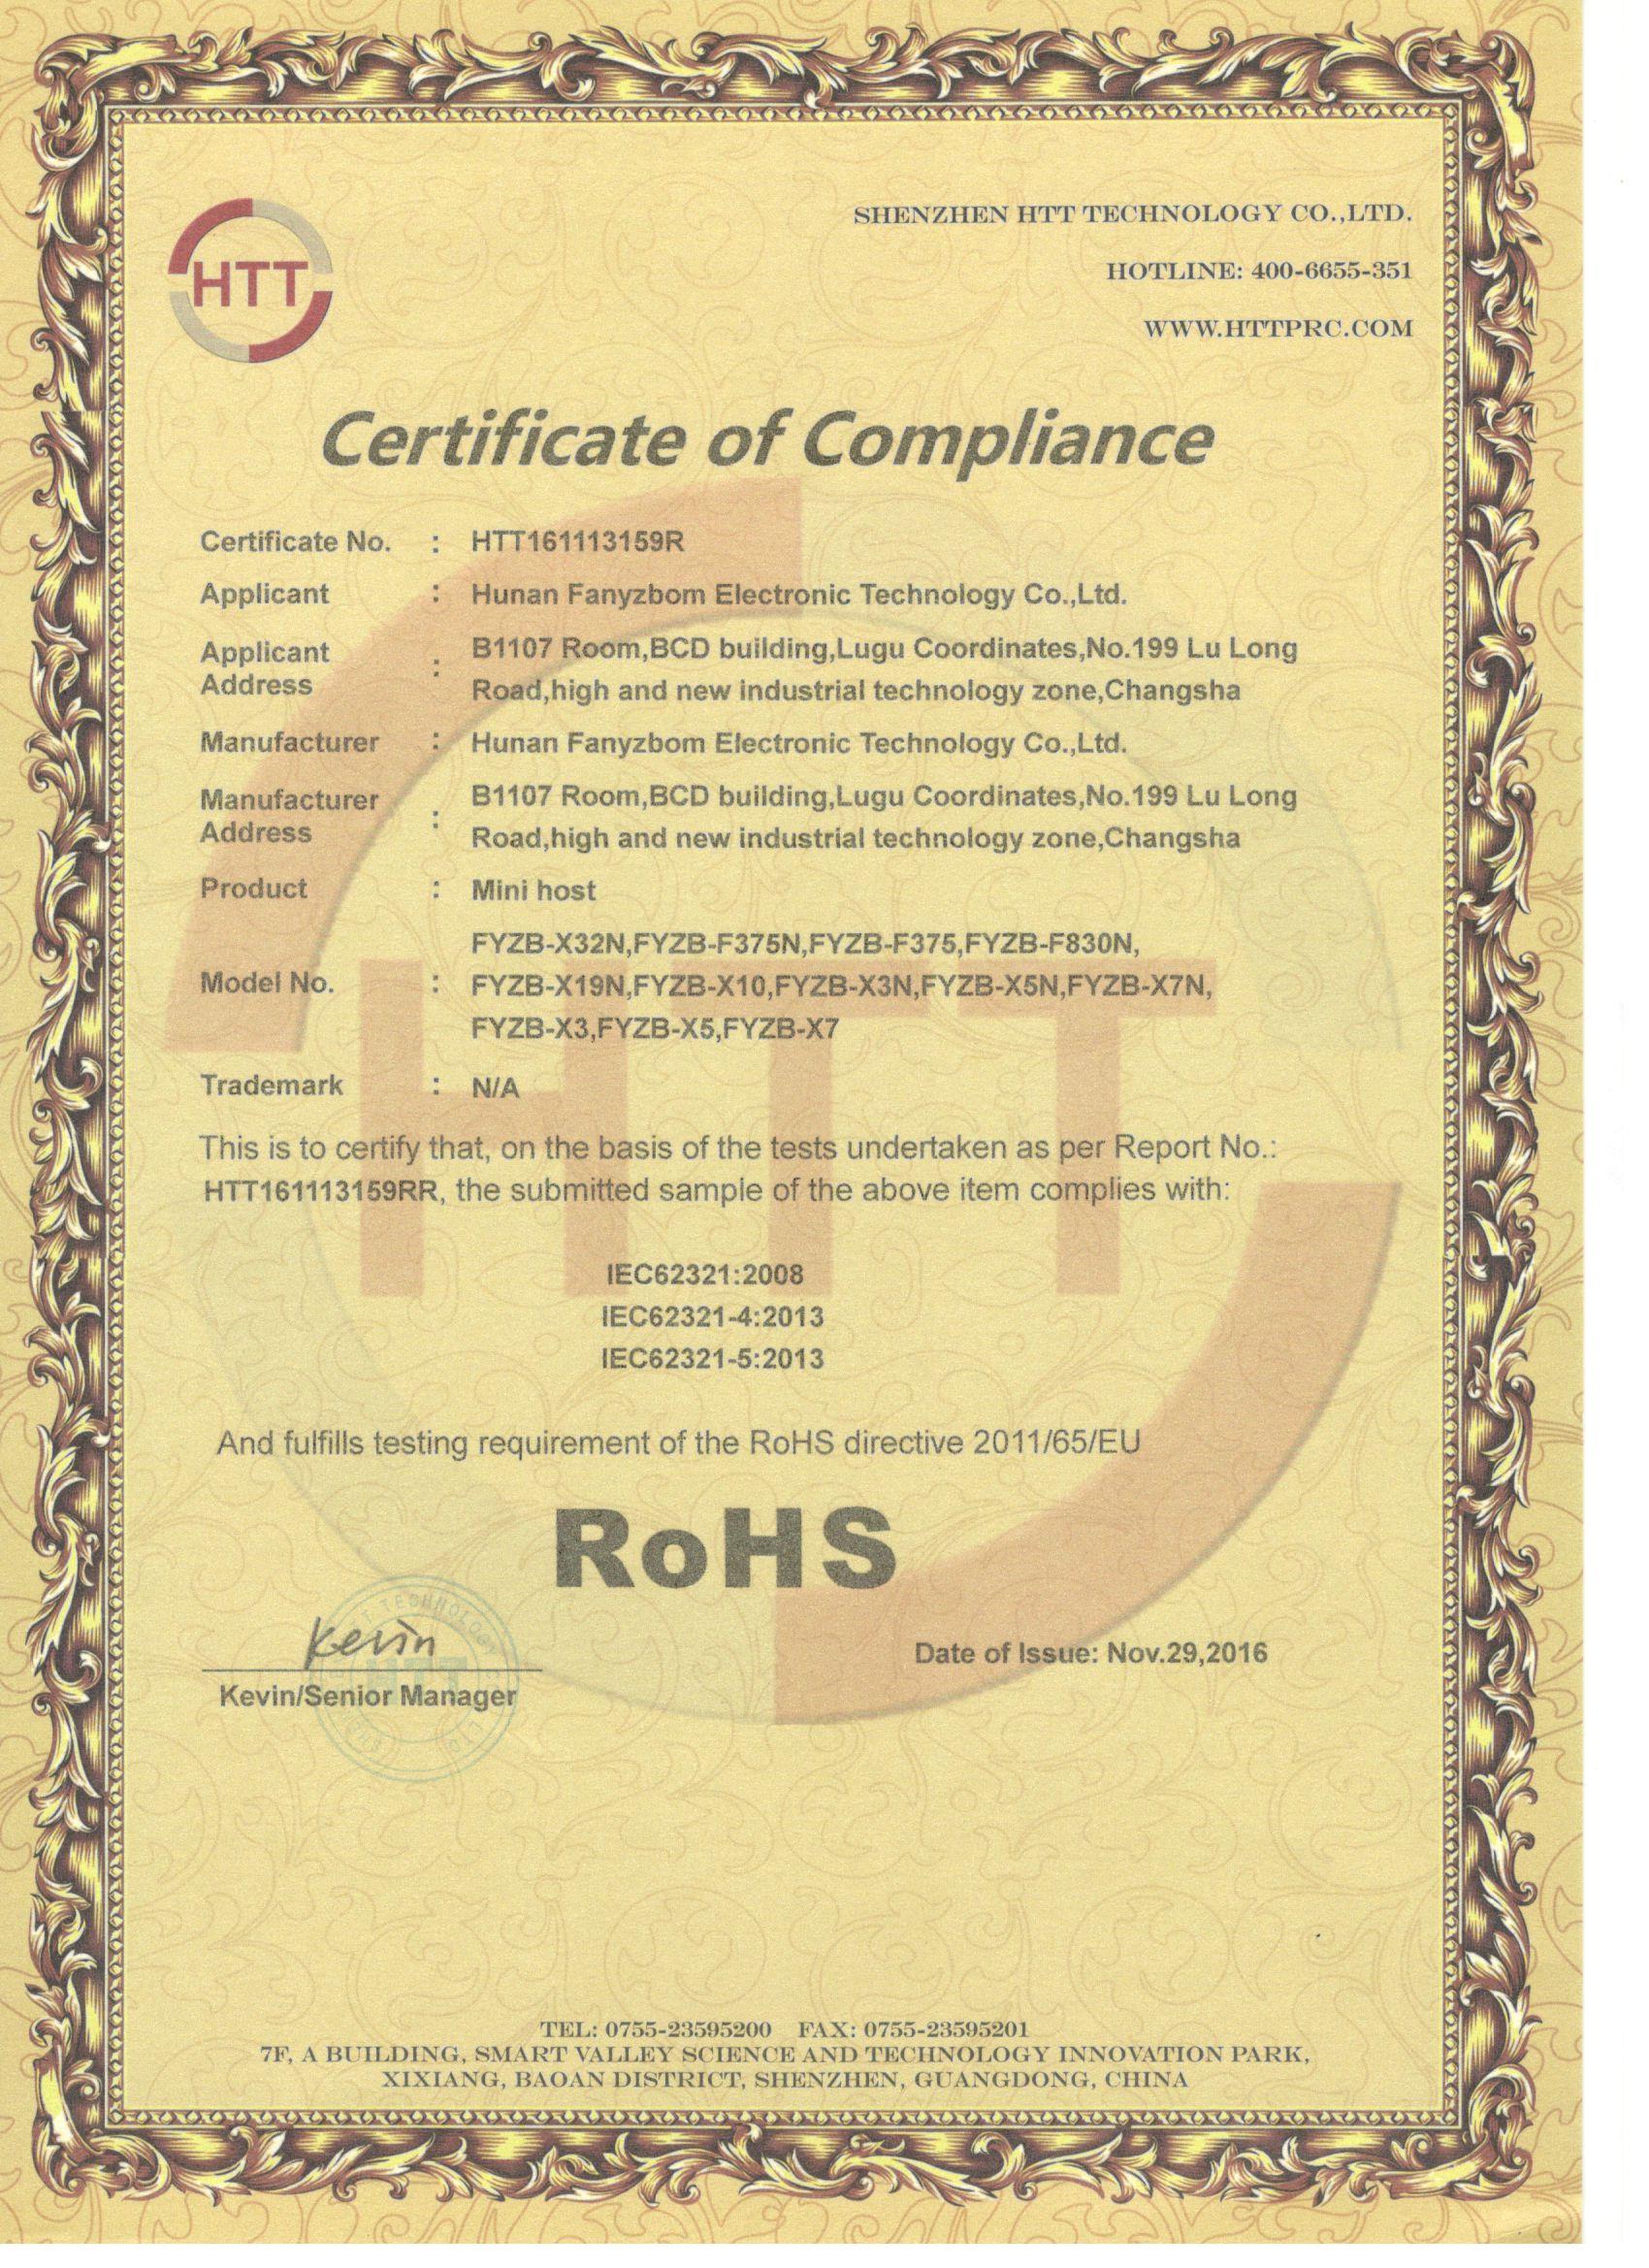 HTT
SHENZHEN HTT TECHNOLOGY CO.,LTD.
HOTLINE: 400-6655-351
WWW.HTTPRC.COM
Certificate of Compliance
Certificate No. : HTT161113159R
Applicant : Hunan Fanyzbom Electronic Technology Co.,Ltd.
Applicant Address : B1107 Room,BCD building,Lugu Coordinates,No.199 Lu Long
Road,high and new industrial technology zone,Changsha
Manufacturer : Hunan Fanyzbom Electronic Technology Co.,Ltd.
Manufacturer Address : B1107 Room,BCD building,Lugu Coordinates,No.199 Lu Long
Road,high and new industrial technology zone,Changsha
Product : Mini host
FYZB-X32N,FYZB-F375N,FYZB-F375,FYZB-F830N,
Model No. : FYZB-X19N,FYZB-X10,FYZB-X3N,FYZB-X5N,FYZB-X7N,
FYZB-X3,FYZB-X5,FYZB-X7
Trademark : N/A
This is to certify that, on the basis of the tests undertaken as per Report No.:
HTT161113159RR, the submitted sample of the above item complies with:
IEC62321:2008
IEC62321-4:2013
IEC62321-5:2013
And fulfills testing requirement of the RoHS directive 2011/65/EU
RoHS
Kevin
Kevin/Senior Manager
HTT
TECHNOLOGY
Date of Issue: Nov.29,2016
TEL: 0755-23595200 FAX: 0755-23595201
7F, A BUILDING, SMART VALLEY SCIENCE AND TECHNOLOGY INNOVATION PARK,
XIXIANG, BAOAN DISTRICT, SHENZHEN, GUANGDONG, CHINA